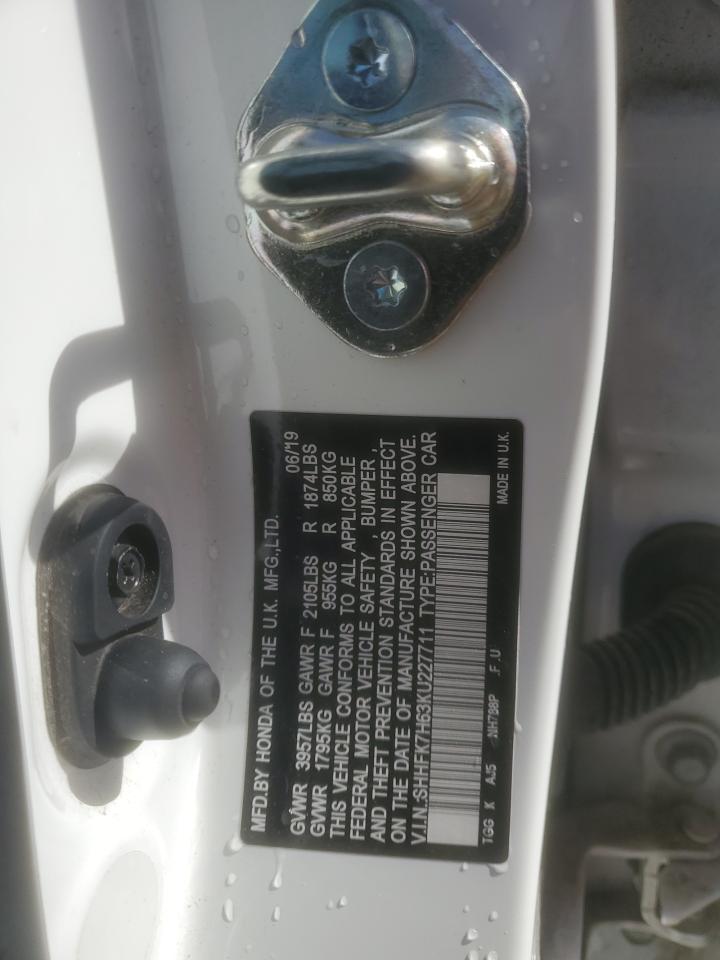 MFD.BY HONDA OF THE U.K. MFG.,LTD. 06/19
GVWR 3957LBS GAWR F 2105LBS R 1874LBS
GVWR 1795KG GAWR F 955KG R 850KG
THIS VEHICLE CONFORMS TO ALL APPLICABLE
FEDERAL MOTOR VEHICLE SAFETY , BUMPER ,
AND THEFT PREVENTION STANDARDS IN EFFECT
ON THE DATE OF MANUFACTURE SHOWN ABOVE.
V.I.N.:SHHFK7H63KU227711 TYPE:PASSENGER CAR
TGG K AJ5 NH788P .F.U MADE IN U.K.